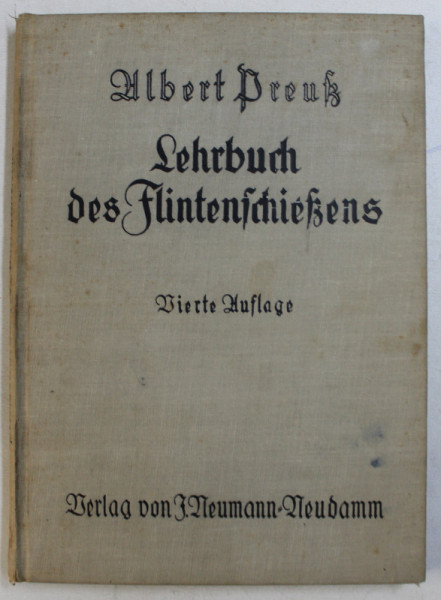 Albert Preuß
Lehrbuch
des Flintenschießens
Vierte Auflage
Verlag von J. Neumann-Neudamm